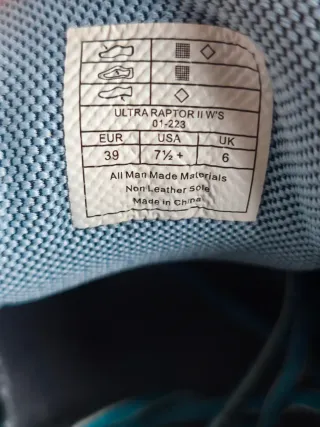 ULTRA RAPTOR II W'S
01-223
EUR USA UK
39 7½ + 6
All Man Made Materials
Non Leather Sole
Made in China